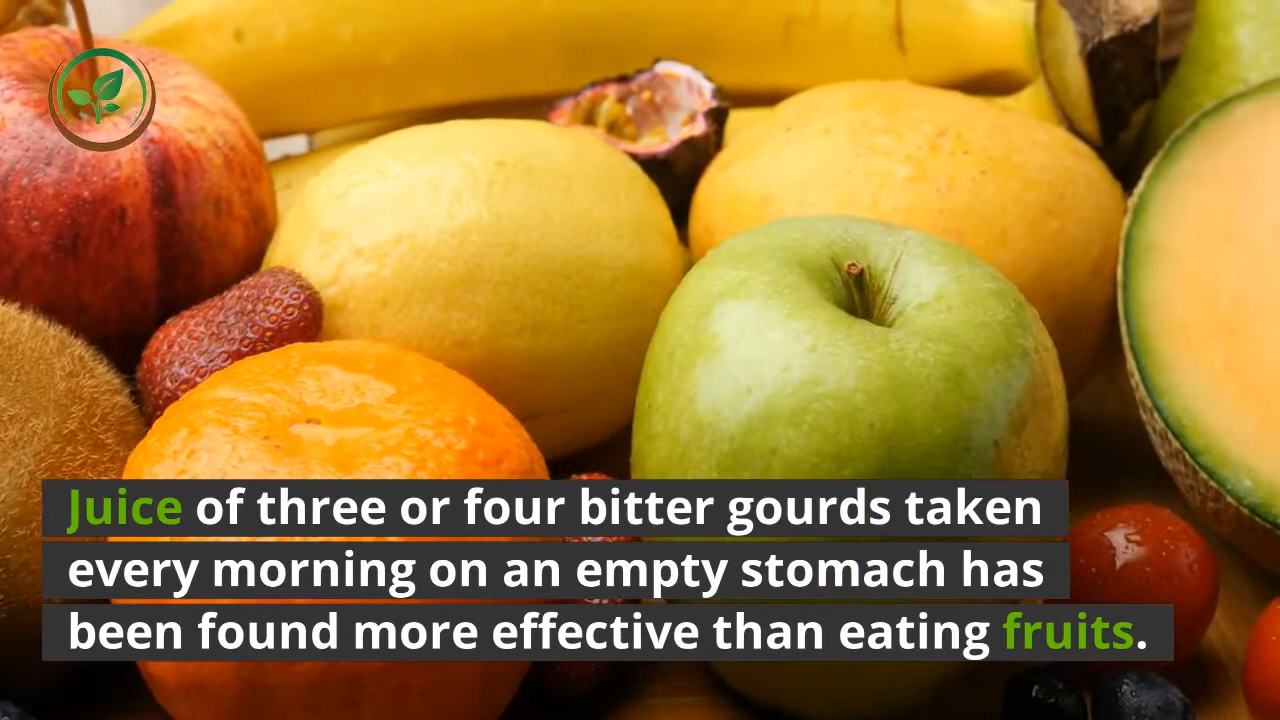 Juice of three or four bitter gourds taken
every morning on an empty stomach has
been found more effective than eating fruits.